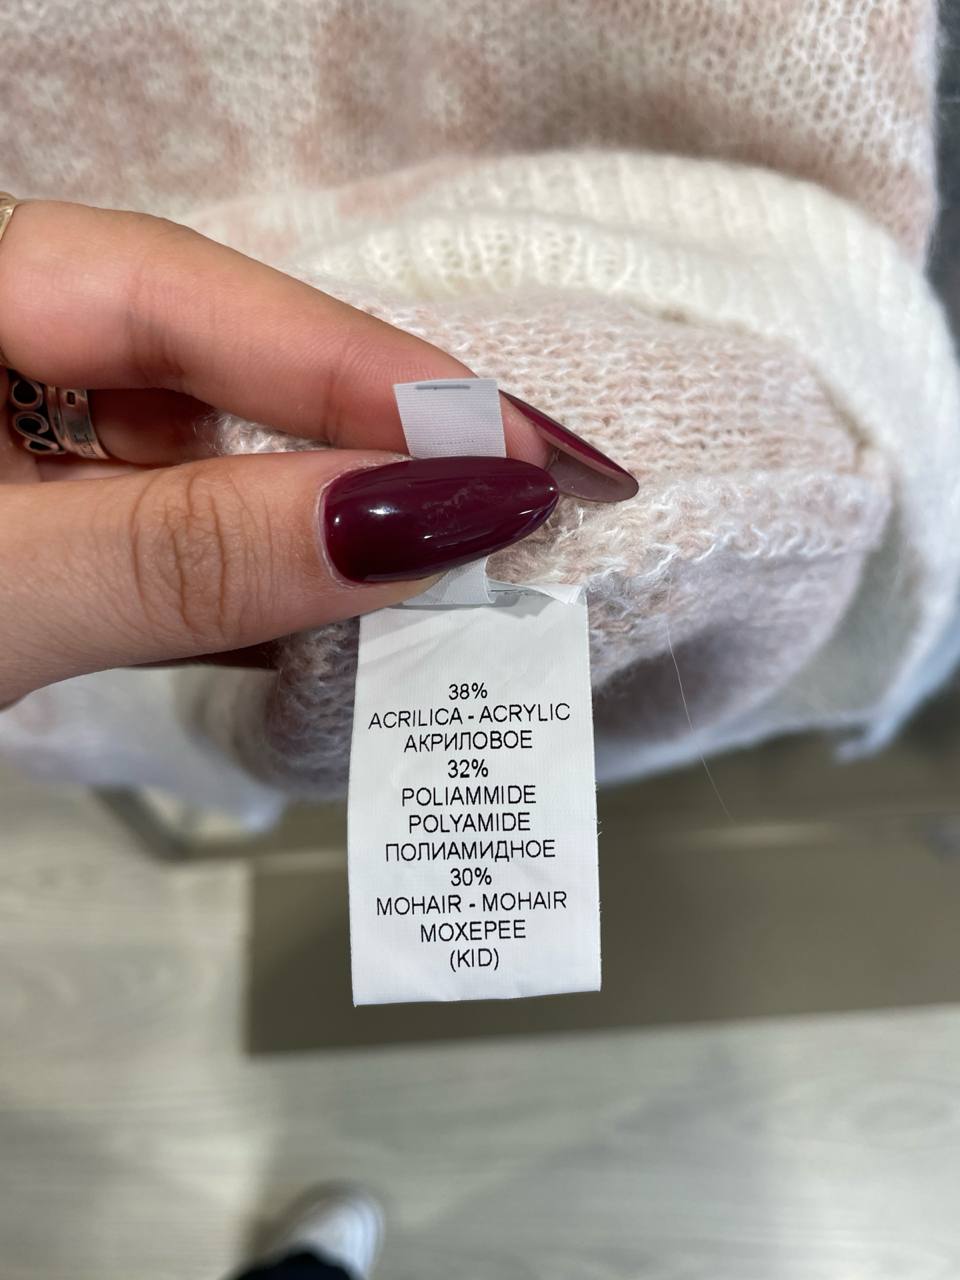 38%
ACRILICA - ACRYLIC
АКРИЛОВОЕ
32%
POLIAMMIDE
POLYAMIDE
ПОЛИАМИДНОЕ
30%
MOHAIR - MOHAIR
МОХЕРЕЕ
(KID)